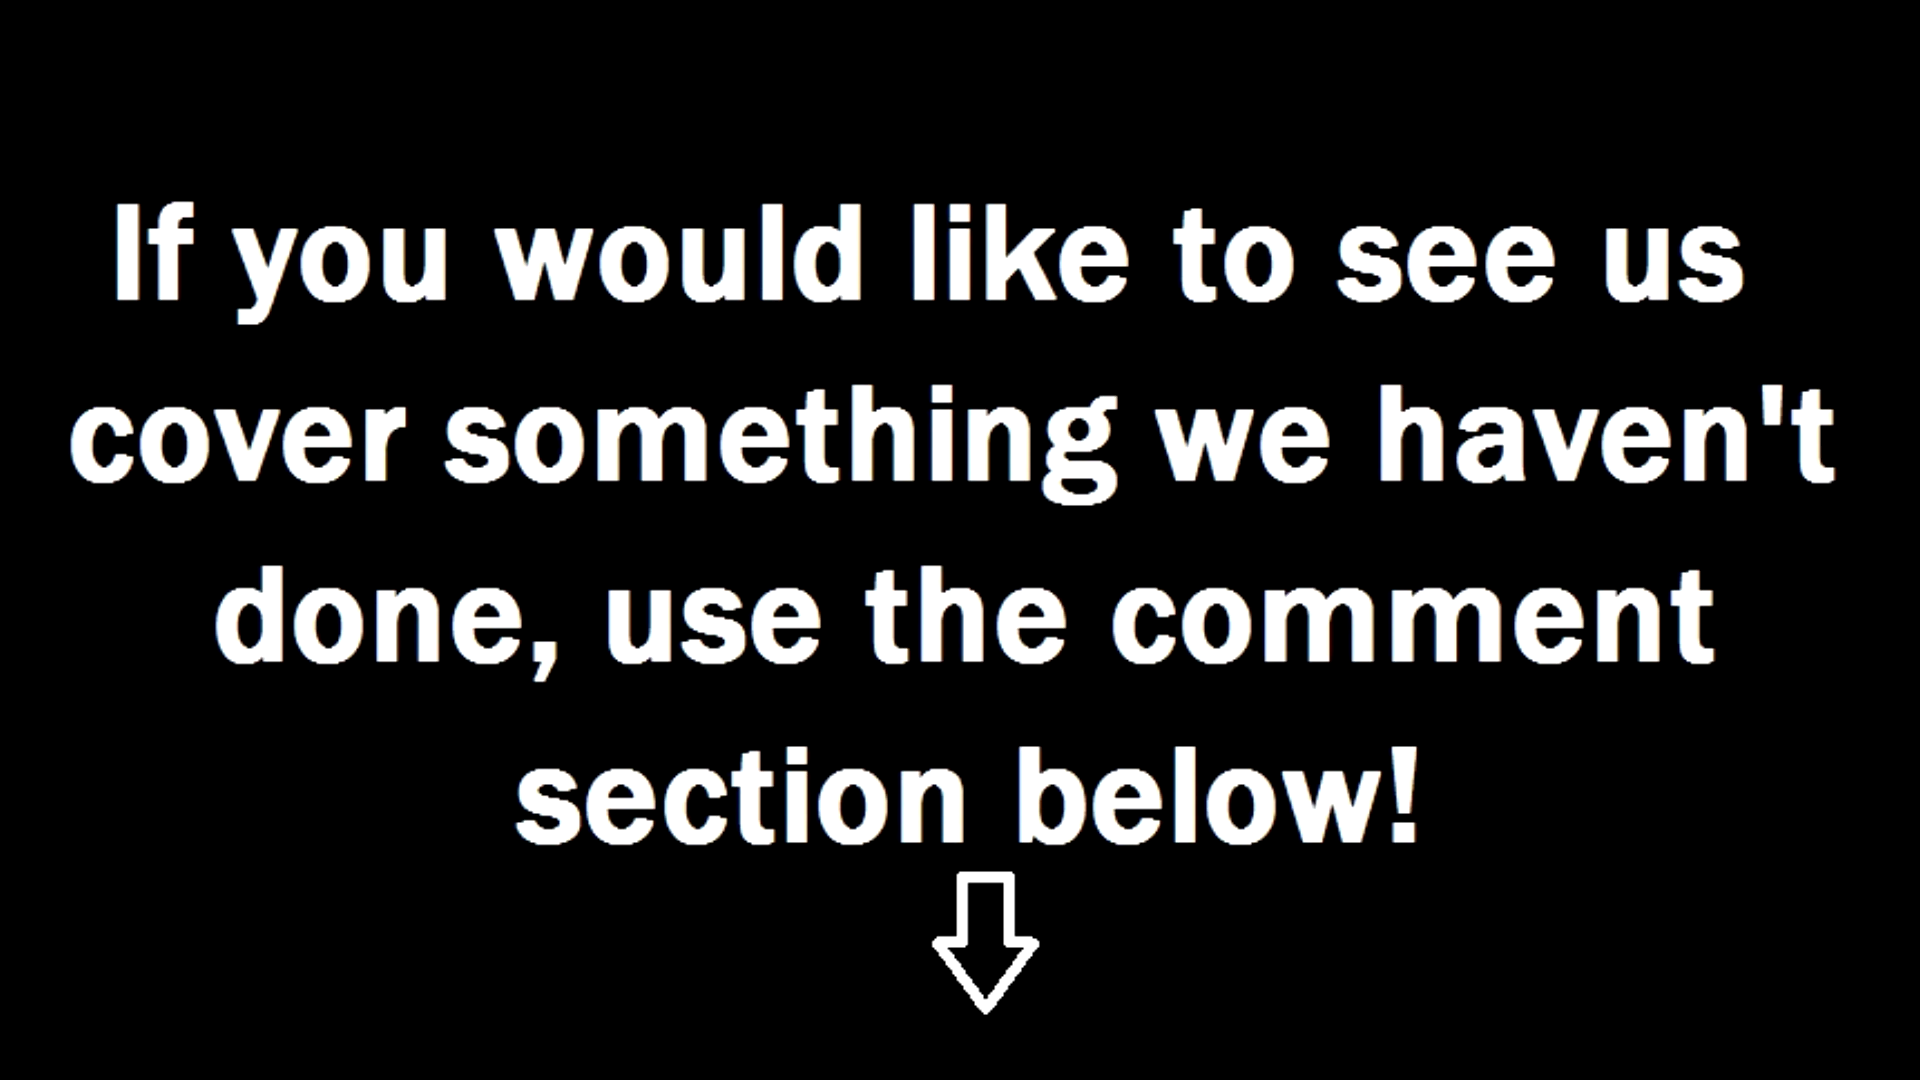 If you would like to see us
cover something we haven't
done, use the comment
section below!